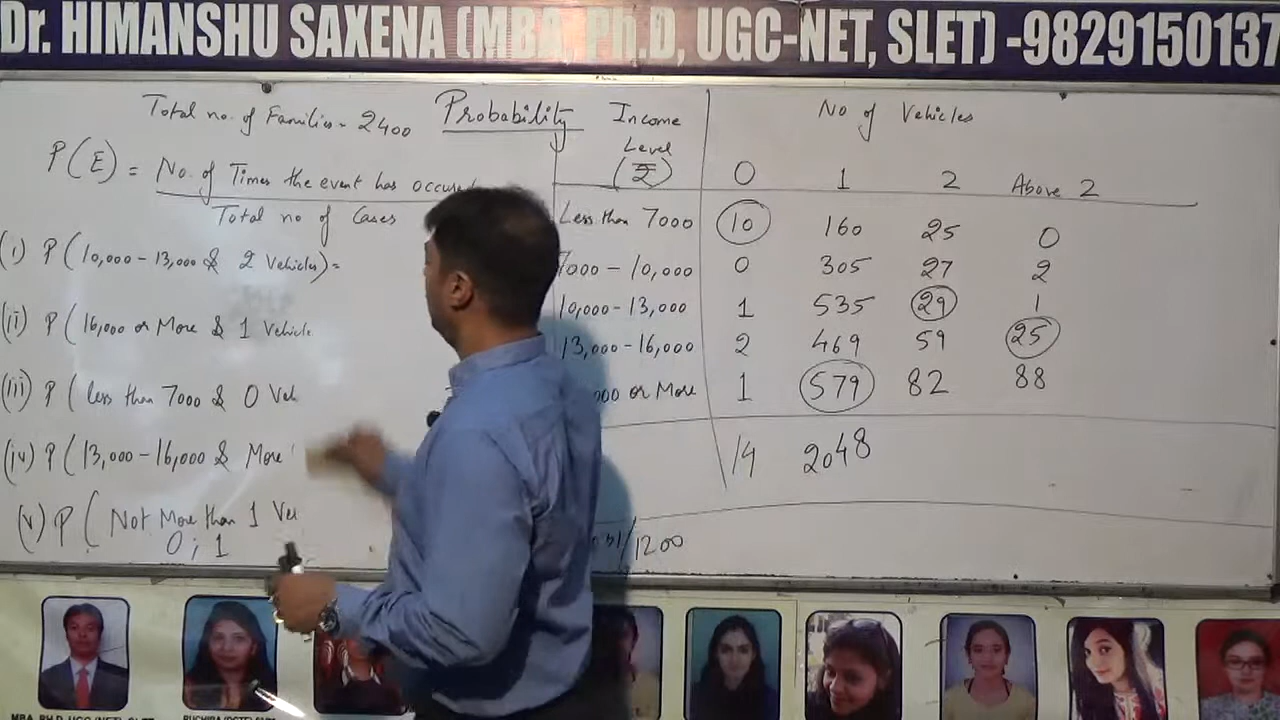 Dr. HIMANSHU SAXENA (MBA, Ph.D, UGC-NET, SLET) -9829150137
Total no. of Families = 2400
Probability
P(E) = No. of Times the event has occured
Total no of Cases
(i) P(10,000 - 13,000 & 2 Vehicles) =
(ii) P(16,000 or More & 1 Vehicle
(iii) P( less than 7000 & 0 Veh
(iv) P(13,000 - 16,000 & More
(v) P( Not More than 1 Ve
0 ; 1
Income Level (₹)
No of Vehicles
0 1 2 Above 2
Less than 7000 10 160 25 0
7000 - 10,000 0 305 27 2
10,000 - 13,000 1 535 29 1
13,000 - 16,000 2 469 59 25
000 or More 1 579 82 88
14 2048
/1200